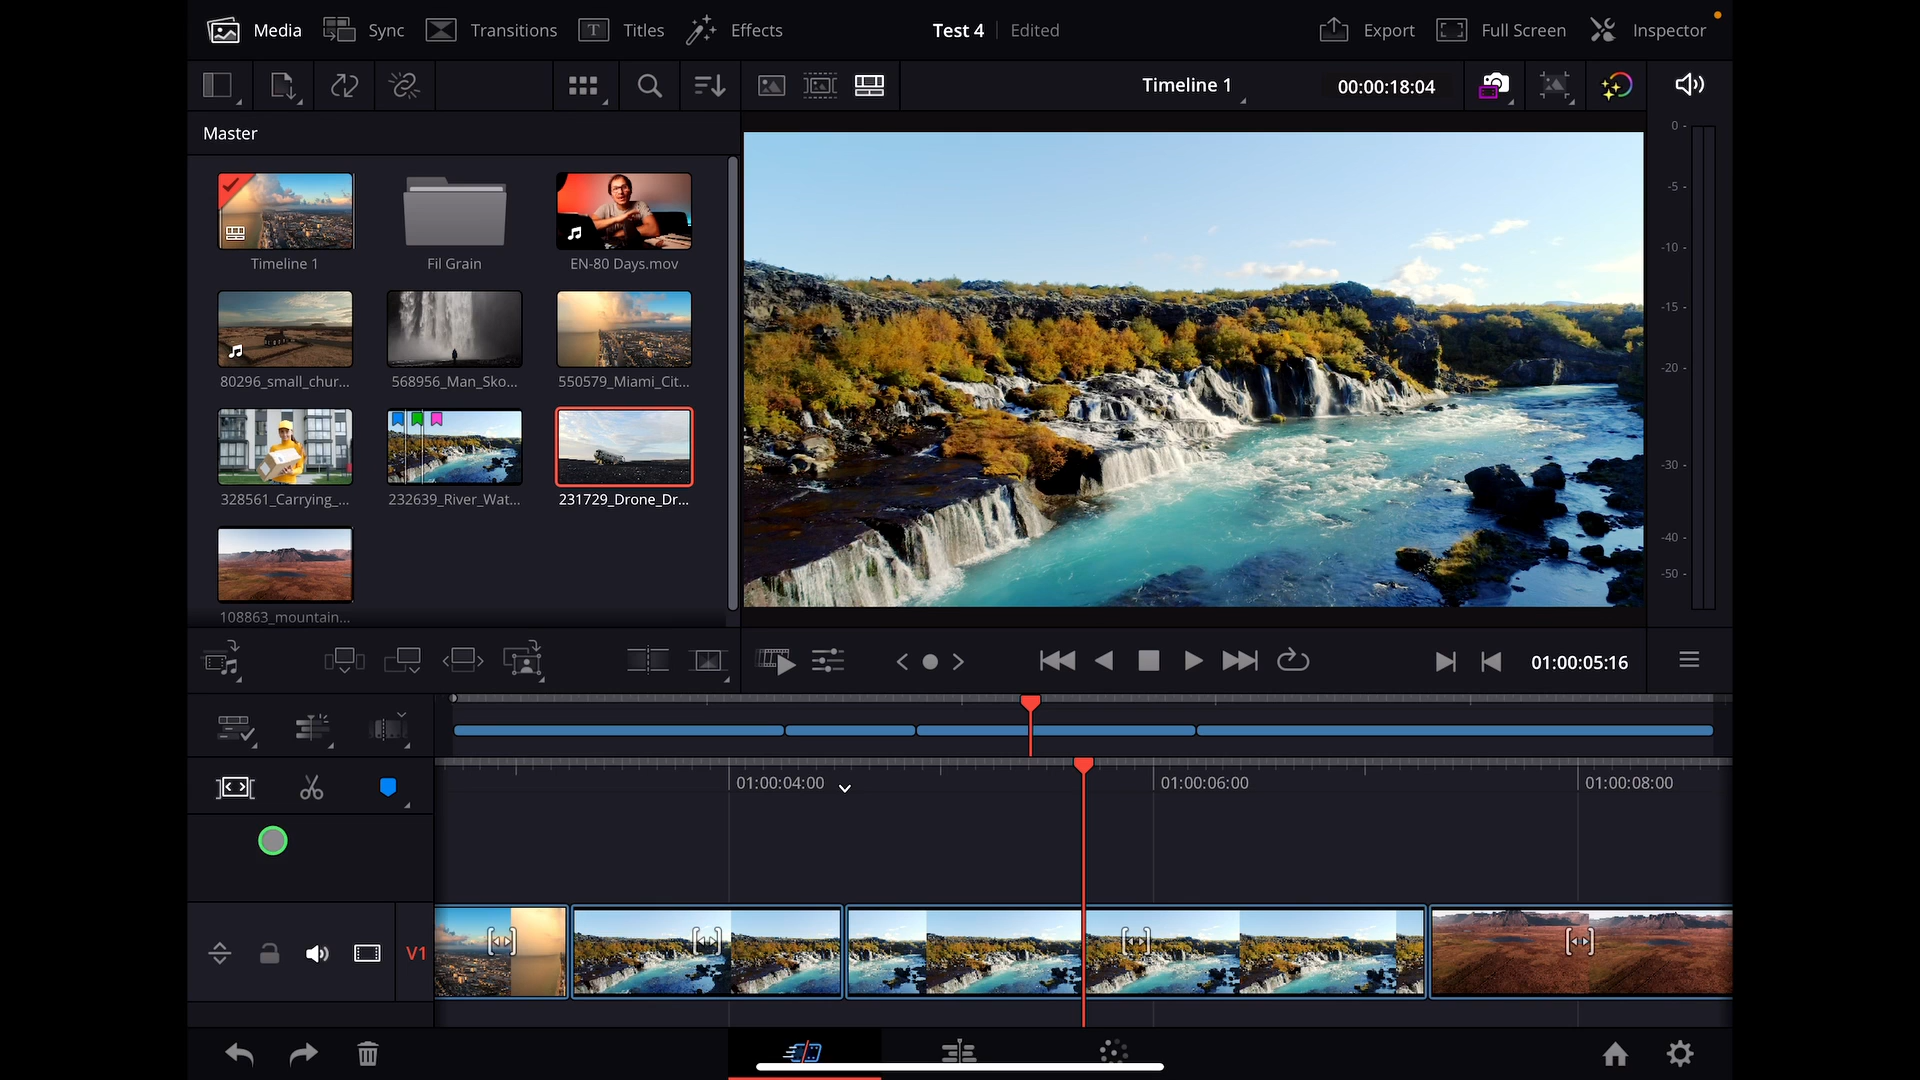 Media
Sync
Transitions
T
Titles
Effects
Test 4
Edited
Export
Full Screen
Inspector
Timeline 1
00:00:18:04
Master
Timeline 1
Fil Grain
EN-80 Days.mov
80296_small_chur...
568956_Man_Sko...
550579_Miami_Cit...
328561_Carrying_...
232639_River_Wat...
231729_Drone_Dr...
108863_mountain...
0 -
-5 -
-10 -
-15 -
-20 -
-30 -
-40 -
-50 -
01:00:05:16
01:00:04:00
01:00:06:00
01:00:08:00
V1